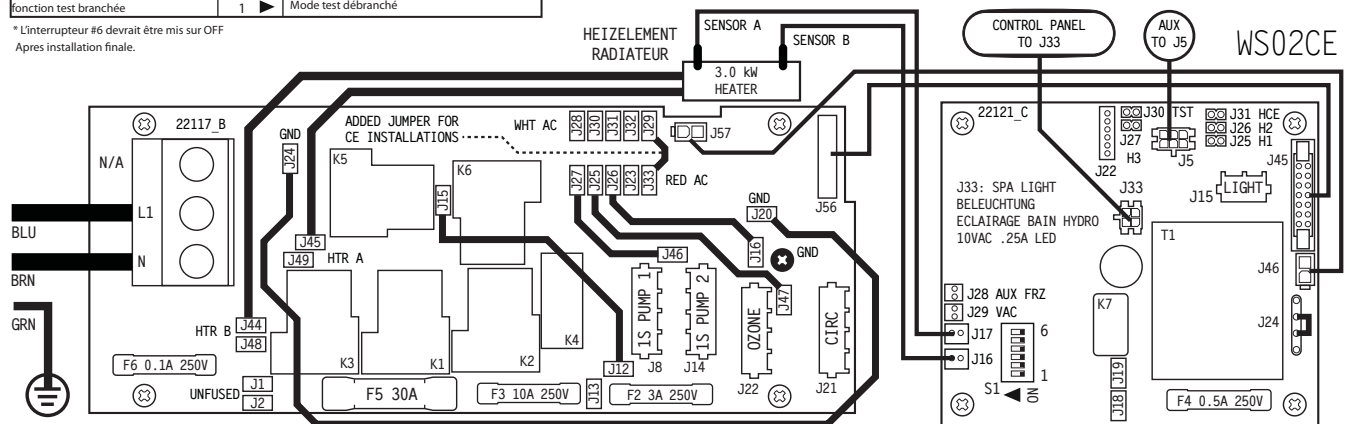 fonction test branchée
1 ▶ Mode test débranché
* L'interrupteur #6 devrait être mis sur OFF
Apres installation finale.
HEIZELEMENT
RADIATEUR
SENSOR A
SENSOR B
3.0 kW
HEATER
CONTROL PANEL
TO J33
AUX
TO J5
WS02CE
22117_B
N/A
L1
BLU
N
BRN
GRN
GND
J24
ADDED JUMPER FOR
CE INSTALLATIONS
WHT AC
J28
J30
J31
J32
J29
J57
K5
K6
J15
J27
J25
J26
J23
J33
RED AC
J56
GND
J20
J16
GND
J45
J49
HTR A
J46
J47
HTR B
J44
J48
K3
K1
K2
K4
1S PUMP 1
J8
1S PUMP 2
J14
OZONE
J22
CIRC
J21
F6 0.1A 250V
UNFUSED
J1
J2
F5 30A
F3 10A 250V
J12
J13
F2 3A 250V
22121_C
J22
J30 TST
J27
H3
J5
J31 HCE
J26 H2
J25 H1
J45
J33
J15
LIGHT
J33: SPA LIGHT
BELEUCHTUNG
ECLAIRAGE BAIN HYDRO
10VAC .25A LED
T1
J46
J24
J28 AUX FRZ
J29 VAC
J17
J16
6
1
S1
ON
K7
J19
J18
F4 0.5A 250V